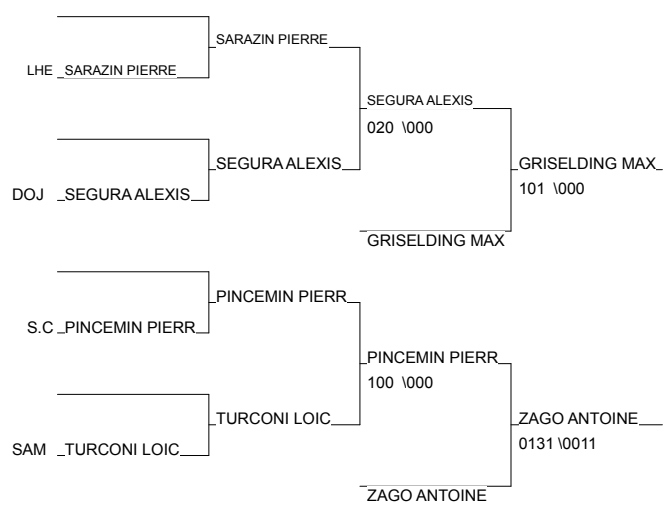 SARAZIN PIERRE
LHE SARAZIN PIERRE
SEGURA ALEXIS
020 \000
SEGURA ALEXIS
GRISELDING MAX
DOJ SEGURA ALEXIS
101 \000
GRISELDING MAX
PINCEMIN PIERR
S.C PINCEMIN PIERR
PINCEMIN PIERR
100 \000
TURCONI LOIC
ZAGO ANTOINE
SAM TURCONI LOIC
0131 \0011
ZAGO ANTOINE